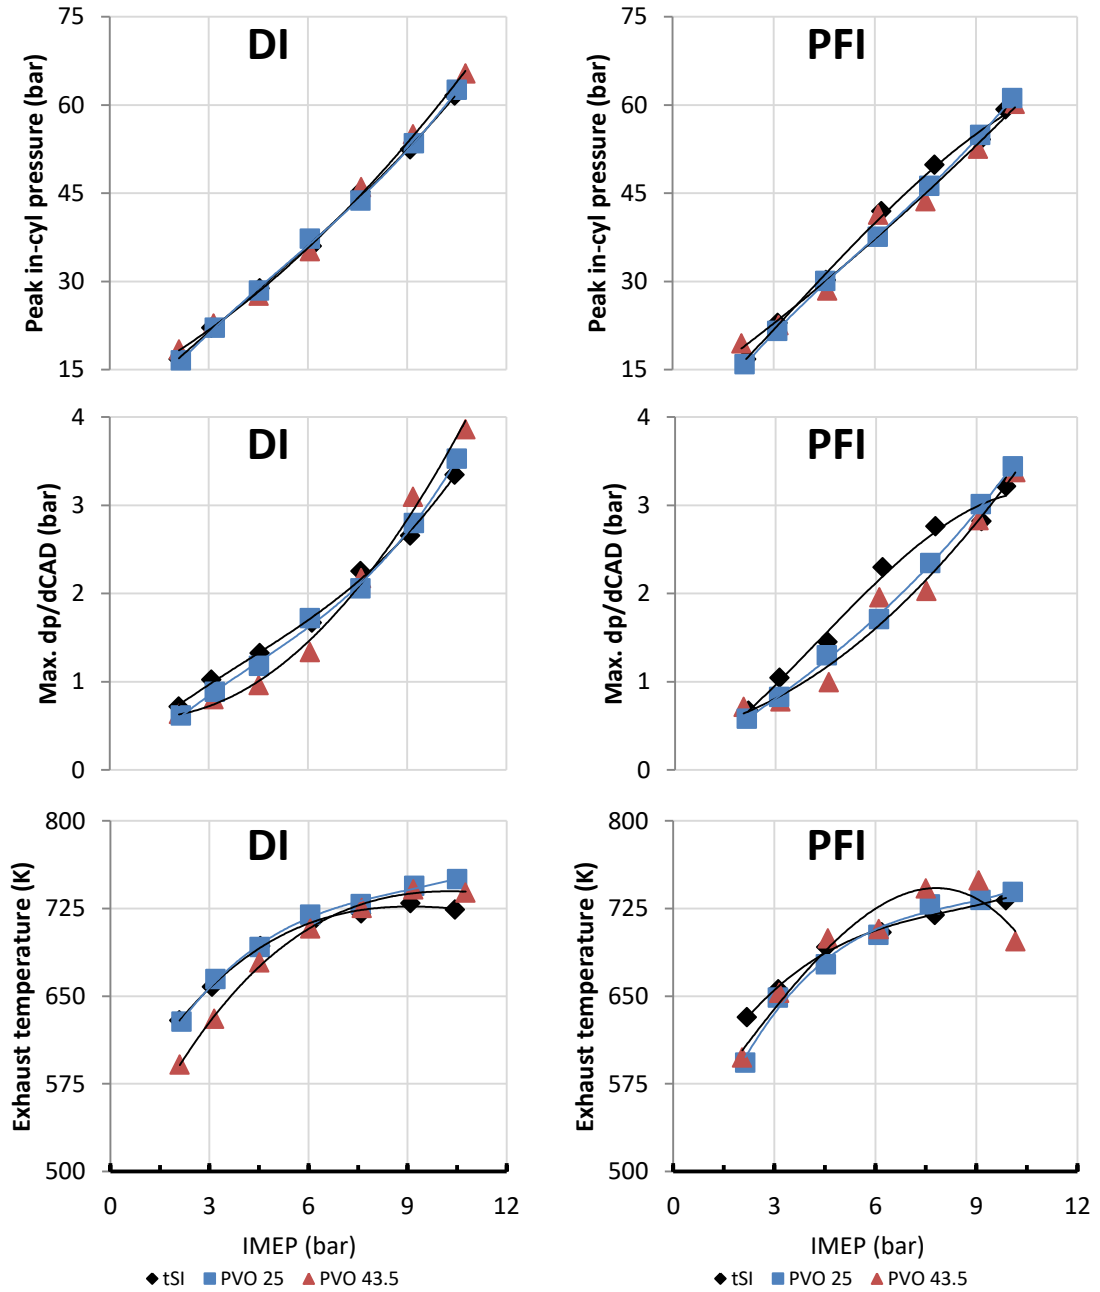 DI
Peak in-cyl pressure (bar)
75
60
45
30
15
PFI
Peak in-cyl pressure (bar)
75
60
45
30
15
DI
Max. dp/dCAD (bar)
4
3
2
1
0
PFI
Max. dp/dCAD (bar)
4
3
2
1
0
DI
Exhaust temperature (K)
800
725
650
575
500
0 3 6 9 12
IMEP (bar)
tSI PVO 25 PVO 43.5
PFI
Exhaust temperature (K)
800
725
650
575
500
0 3 6 9 12
IMEP (bar)
tSI PVO 25 PVO 43.5